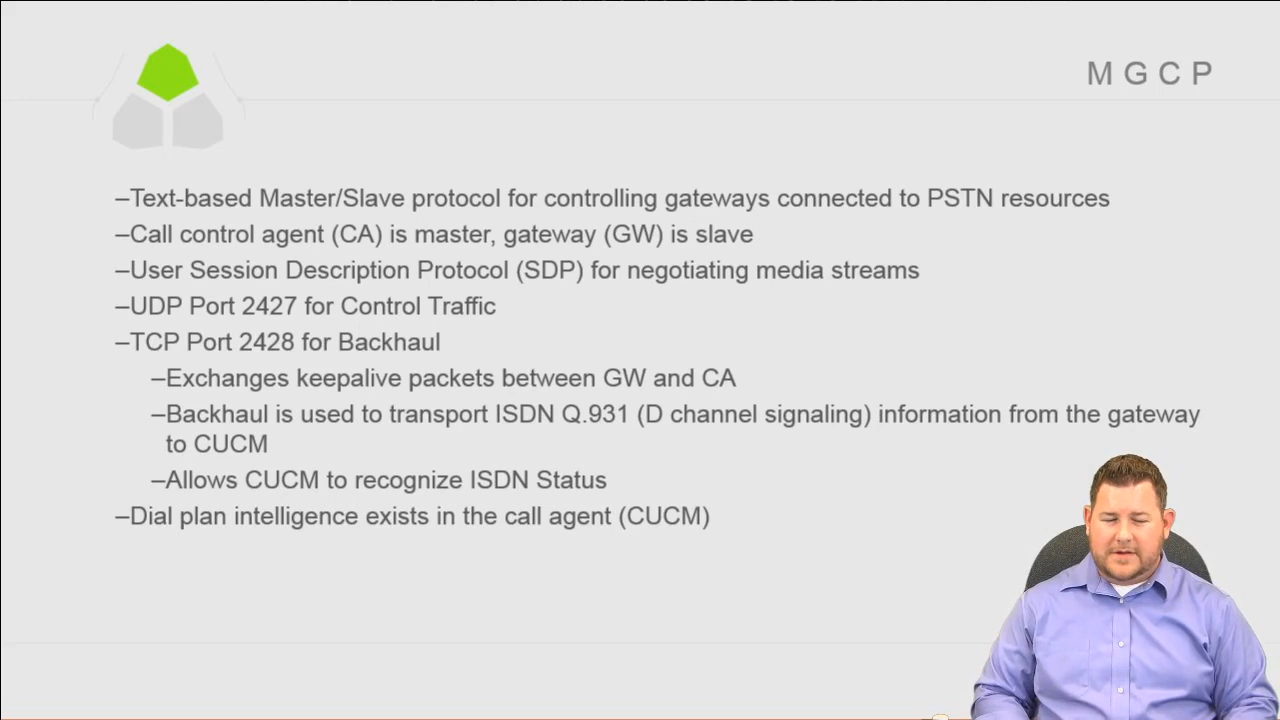 M G C P
–Text-based Master/Slave protocol for controlling gateways connected to PSTN resources
–Call control agent (CA) is master, gateway (GW) is slave
–User Session Description Protocol (SDP) for negotiating media streams
–UDP Port 2427 for Control Traffic
–TCP Port 2428 for Backhaul
–Exchanges keepalive packets between GW and CA
–Backhaul is used to transport ISDN Q.931 (D channel signaling) information from the gateway
to CUCM
–Allows CUCM to recognize ISDN Status
–Dial plan intelligence exists in the call agent (CUCM)